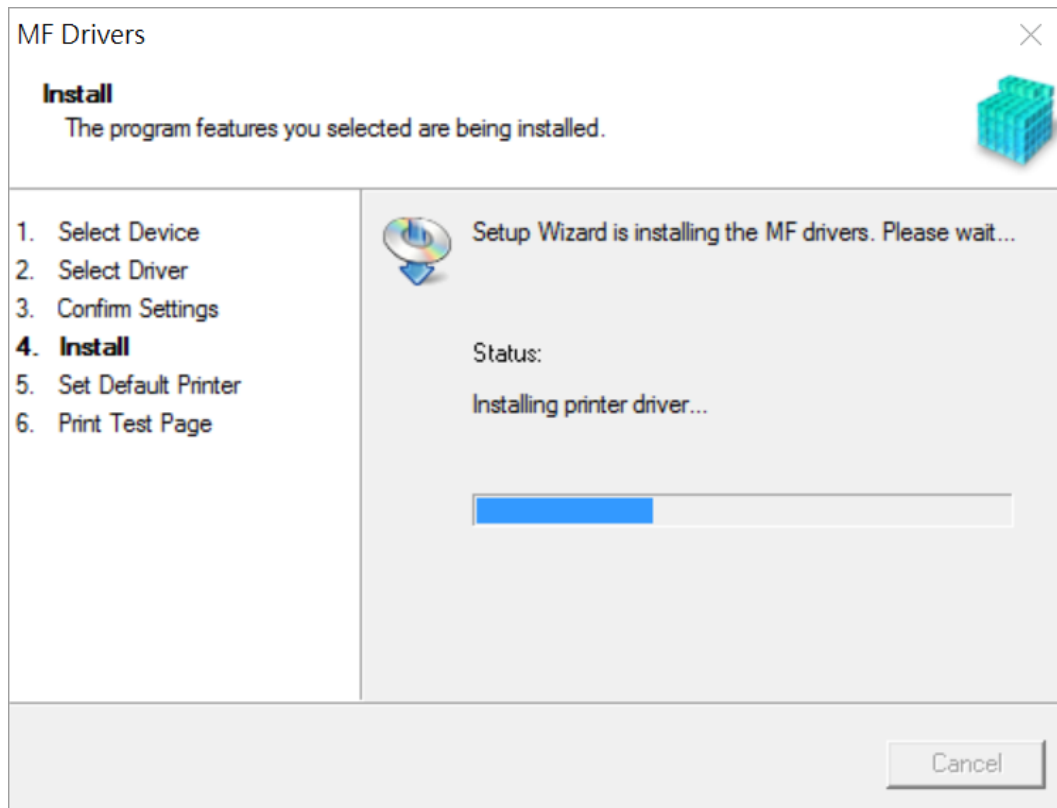 MF Drivers
Install
The program features you selected are being installed.
1. Select Device
2. Select Driver
3. Confirm Settings
4. Install
5. Set Default Printer
6. Print Test Page
Setup Wizard is installing the MF drivers. Please wait...
Status:
Installing printer driver...
Cancel